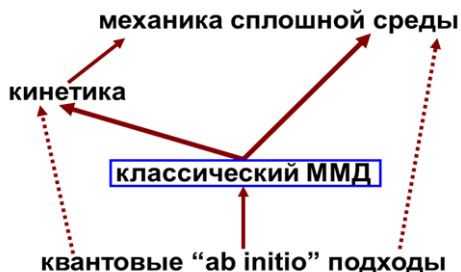 механика сплошной среды
кинетика
классический ММД
квантовые “ab initio” подходы